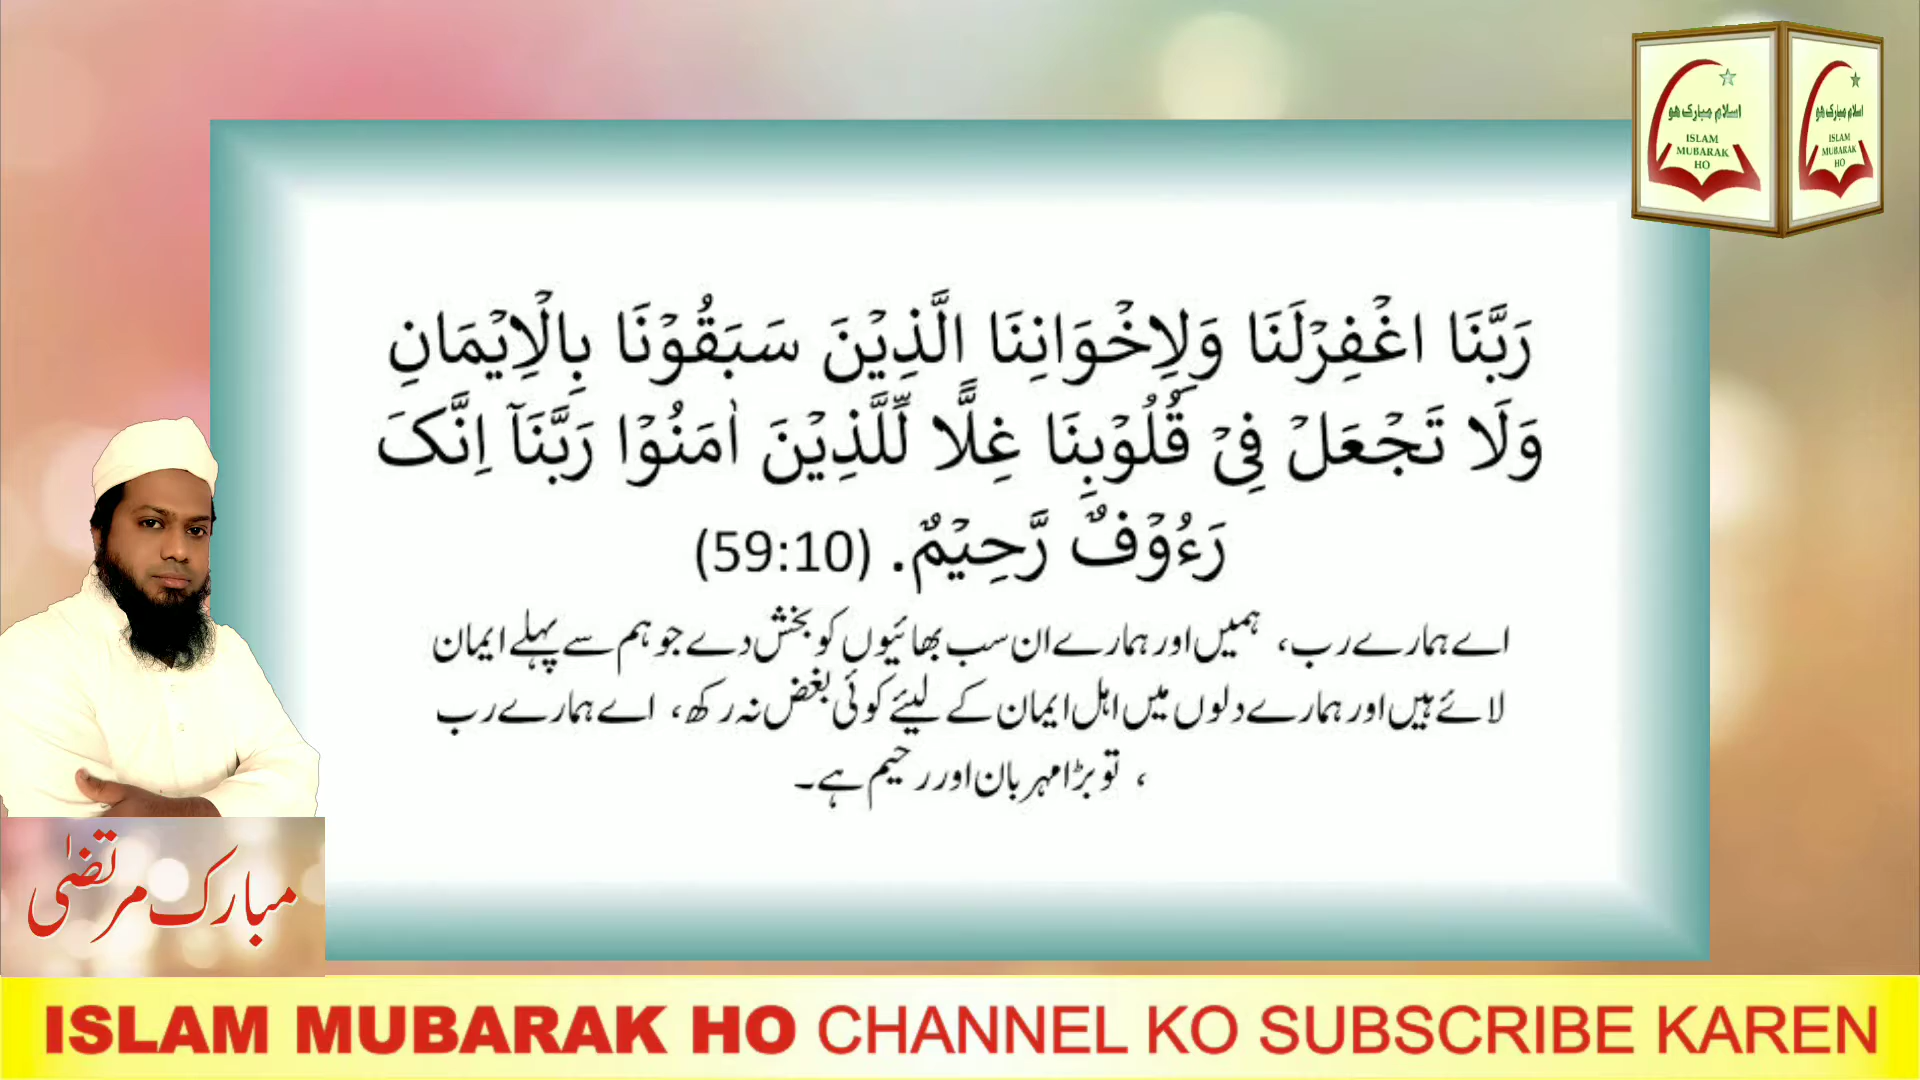 اسلام مبارک ھو
ISLAM
MUBARAK
HO
اسلام مبارک ھو
ISLAM
MUBARAK
HO
رَبَّنَا اغْفِرْلَنَا وَلِاِخْوَانِنَا الَّذِیْنَ سَبَقُوْنَا بِالْاِیْمَانِ
وَلَا تَجْعَلْ فِیْ قُلُوْبِنَا غِلًّا لِّلَّذِیْنَ اٰمَنُوْا رَبَّنَآ اِنَّکَ
رَءُوْفٌ رَّحِیْمٌ. (59:10)
اے ہمارے رب، ہمیں اور ہمارے ان سب بھائیوں کو بخش دے جو ہم سے پہلے ایمان
لائے ہیں اور ہمارے دلوں میں اہل ایمان کے لیئے کوئی بغض نہ رکھ، اے ہمارے رب
، تو بڑا مہربان اور رحیم ہے۔
مبارک مرتضیٰ
ISLAM MUBARAK HO CHANNEL KO SUBSCRIBE KAREN